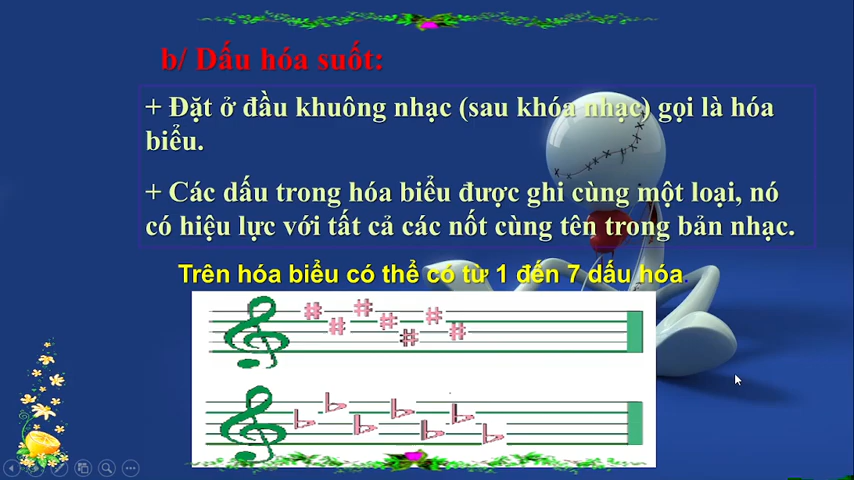 b/ Dấu hóa suốt:
+ Đặt ở đầu khuông nhạc (sau khóa nhạc) gọi là hóa
biểu.
+ Các dấu trong hóa biểu được ghi cùng một loại, nó
có hiệu lực với tất cả các nốt cùng tên trong bản nhạc.
Trên hóa biểu có thể có từ 1 đến 7 dấu hóa.